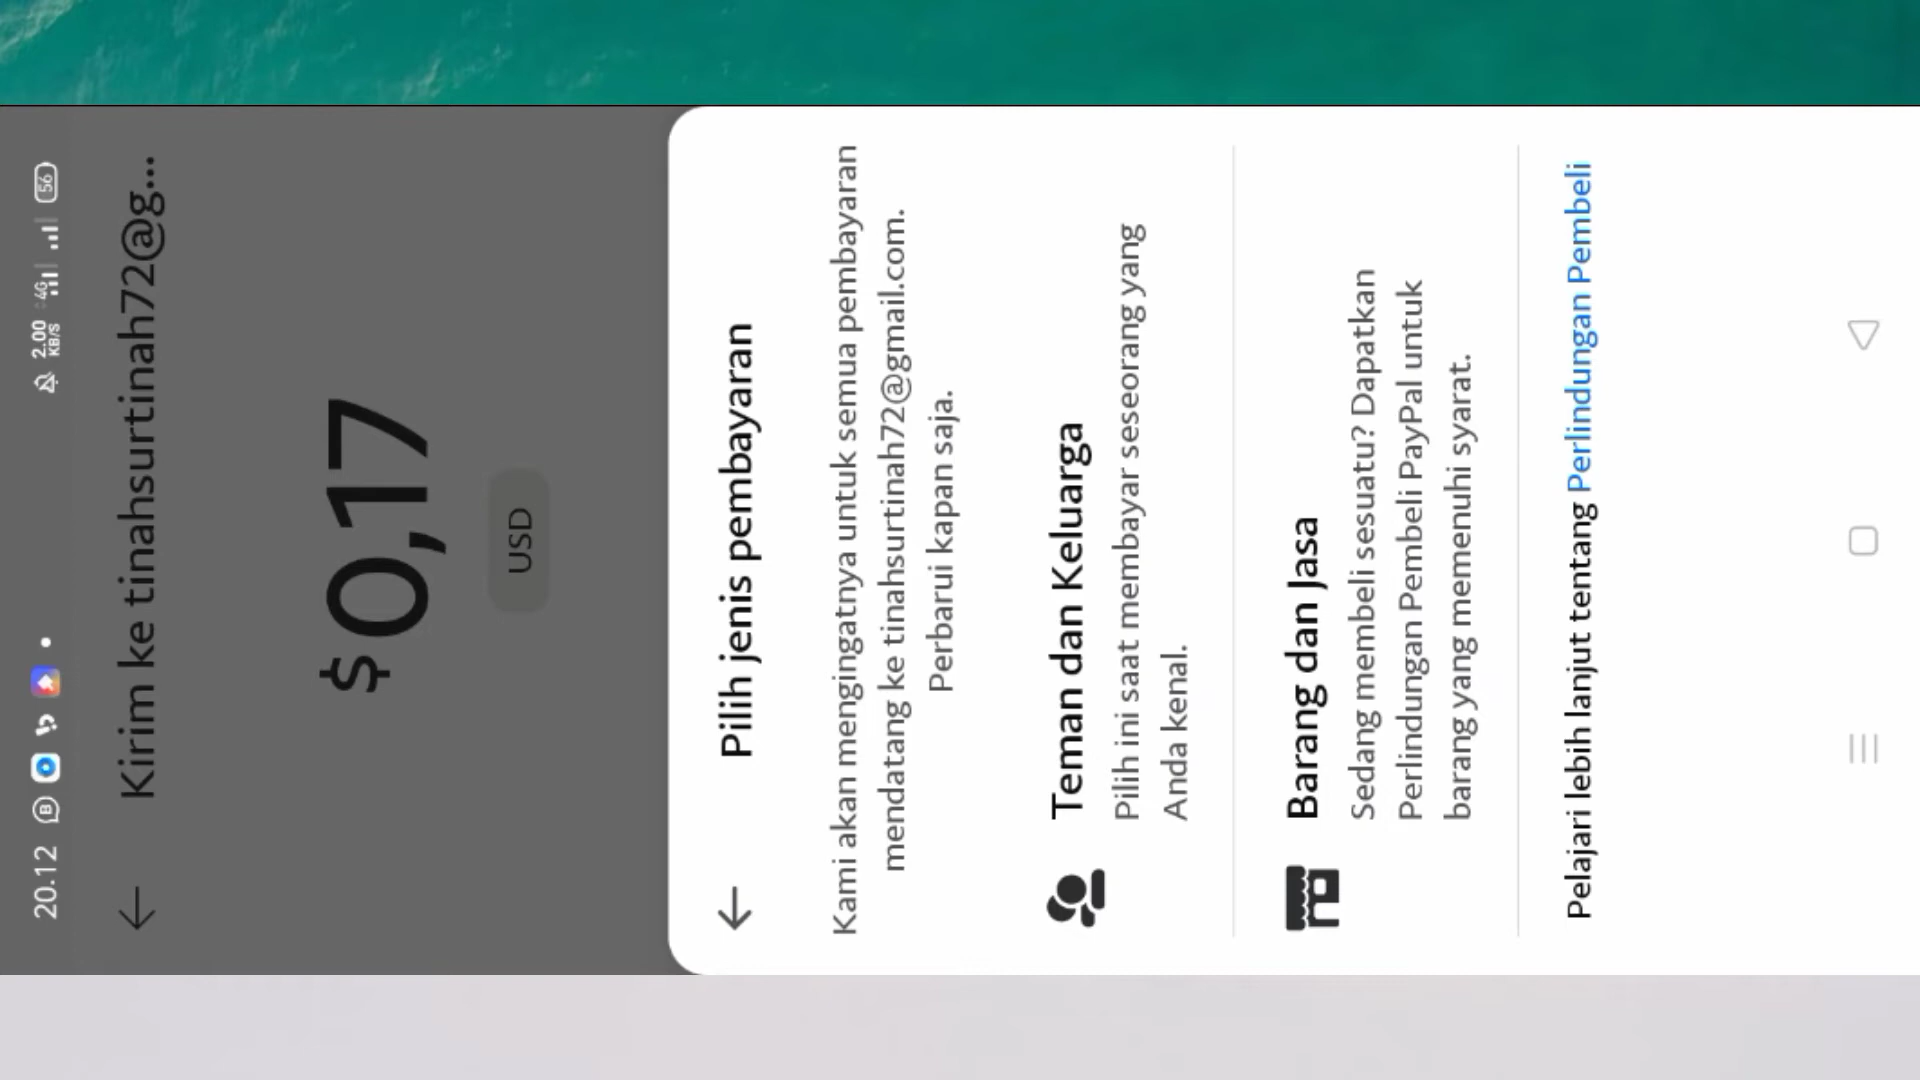 20.12
2.00
KB/S
4G
56
Kirim ke tinahsurtinah72@g...
$0,17
USD
Pilih jenis pembayaran
Kami akan mengingatnya untuk semua pembayaran
mendatang ke tinahsurtinah72@gmail.com.
Perbarui kapan saja.
Teman dan Keluarga
Pilih ini saat membayar seseorang yang
Anda kenal.
Barang dan Jasa
Sedang membeli sesuatu? Dapatkan
Perlindungan Pembeli PayPal untuk
barang yang memenuhi syarat.
Pelajari lebih lanjut tentang Perlindungan Pembeli